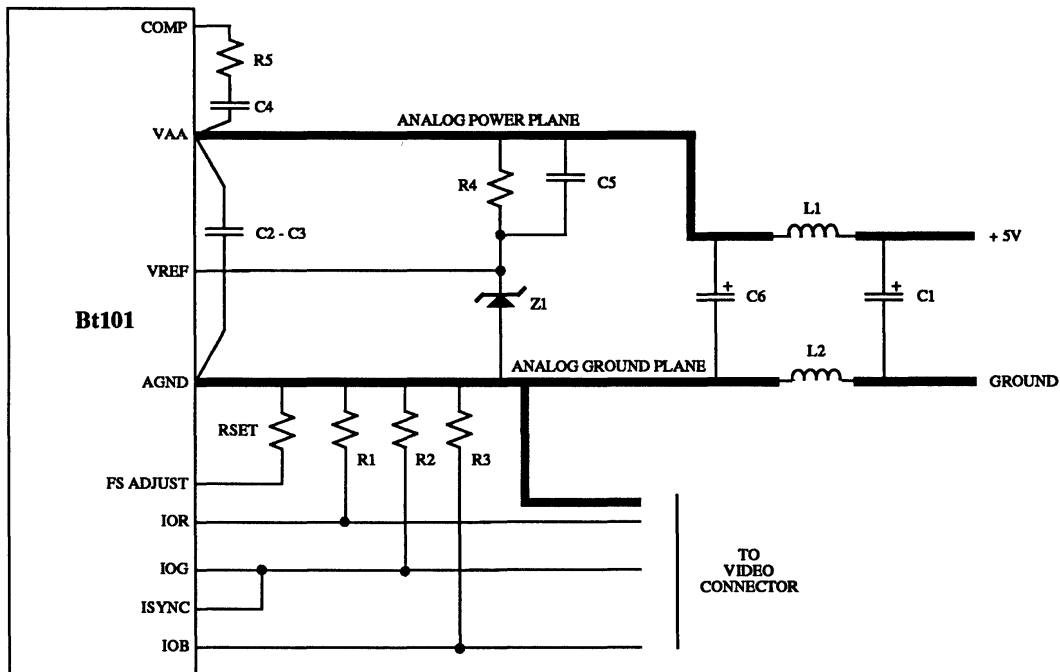 COMP
R5
C4
ANALOG POWER PLANE
VAA
R4
C5
L1
C2 - C3
+ 5V
VREF
+
+
C6
C1
Z1
Bt101
L2
ANALOG GROUND PLANE
AGND
GROUND
RSET
R1
R2
R3
FS ADJUST
IOR
IOG
ISYNC
IOB
TO
VIDEO
CONNECTOR